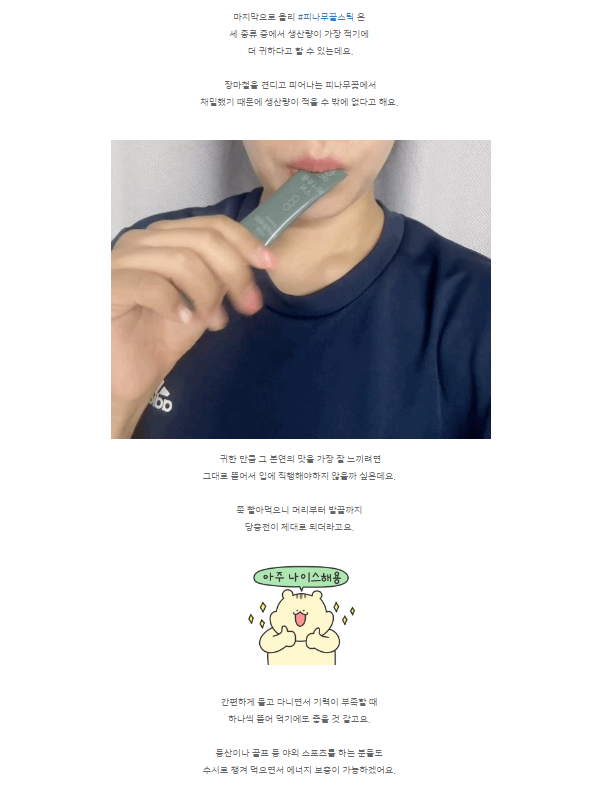 마지막으로 올리 #피나무꿀스틱 은
세 종류 중에서 생산량이 가장 적기에
더 귀하다고 할 수 있는데요.
장마철을 견디고 피어나는 피나무꽃에서
채밀했기 때문에 생산량이 적을 수 밖에 없다고 해요.
귀한 만큼 그 본연의 맛을 가장 잘 느끼려면
그대로 뜯어서 입에 직행해야하지 않을까 싶은데요.
쭉 빨아먹으니 머리부터 발끝까지
당충전이 제대로 되더라고요.
아주 나이스해용
간편하게 들고 다니면서 기력이 부족할 때
하나씩 뜯어 먹기에도 좋을 것 같고요.
등산이나 골프 등 야외 스포츠를 하는 분들도
수시로 챙겨 먹으면서 에너지 보충이 가능하겠어요.